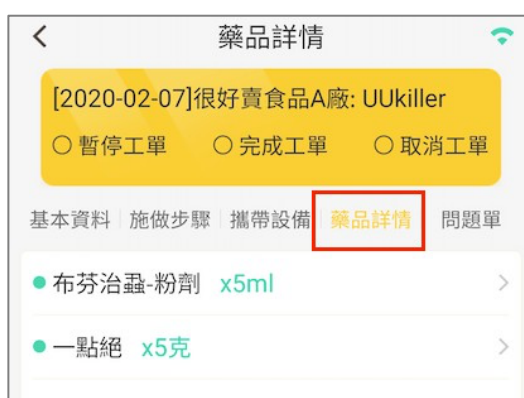 藥品詳情
[2020-02-07]很好賣食品A廠: UUkiller
暫停工單 完成工單 取消工單
基本資料 施做步驟 攜帶設備 藥品詳情 問題單
布芬治蝨-粉劑 x5ml
一點絕 x5克